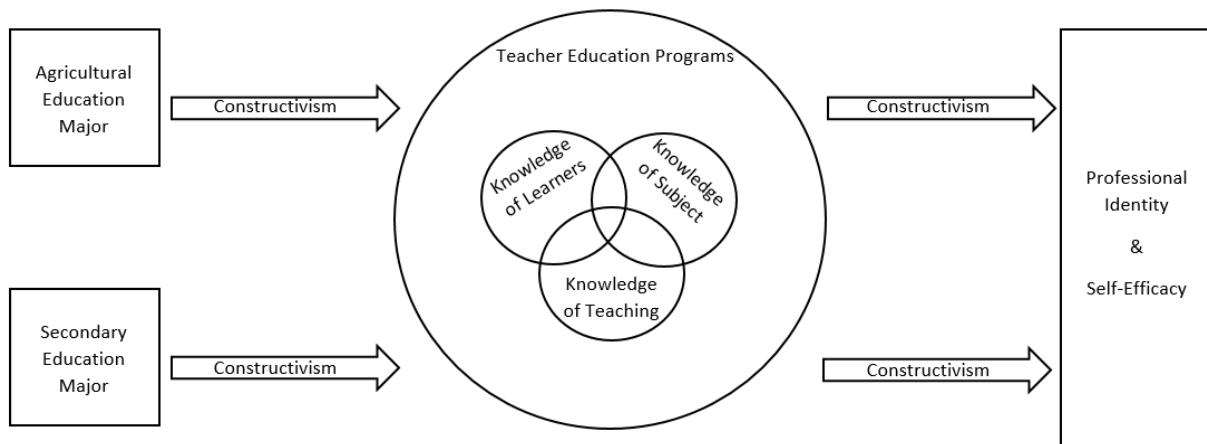 Agricultural
Education
Major
Constructivism
Teacher Education Programs
Knowledge
of Learners
Knowledge
of Subject
Knowledge
of Teaching
Constructivism
Professional
Identity
&
Self-Efficacy
Secondary
Education
Major
Constructivism
Constructivism